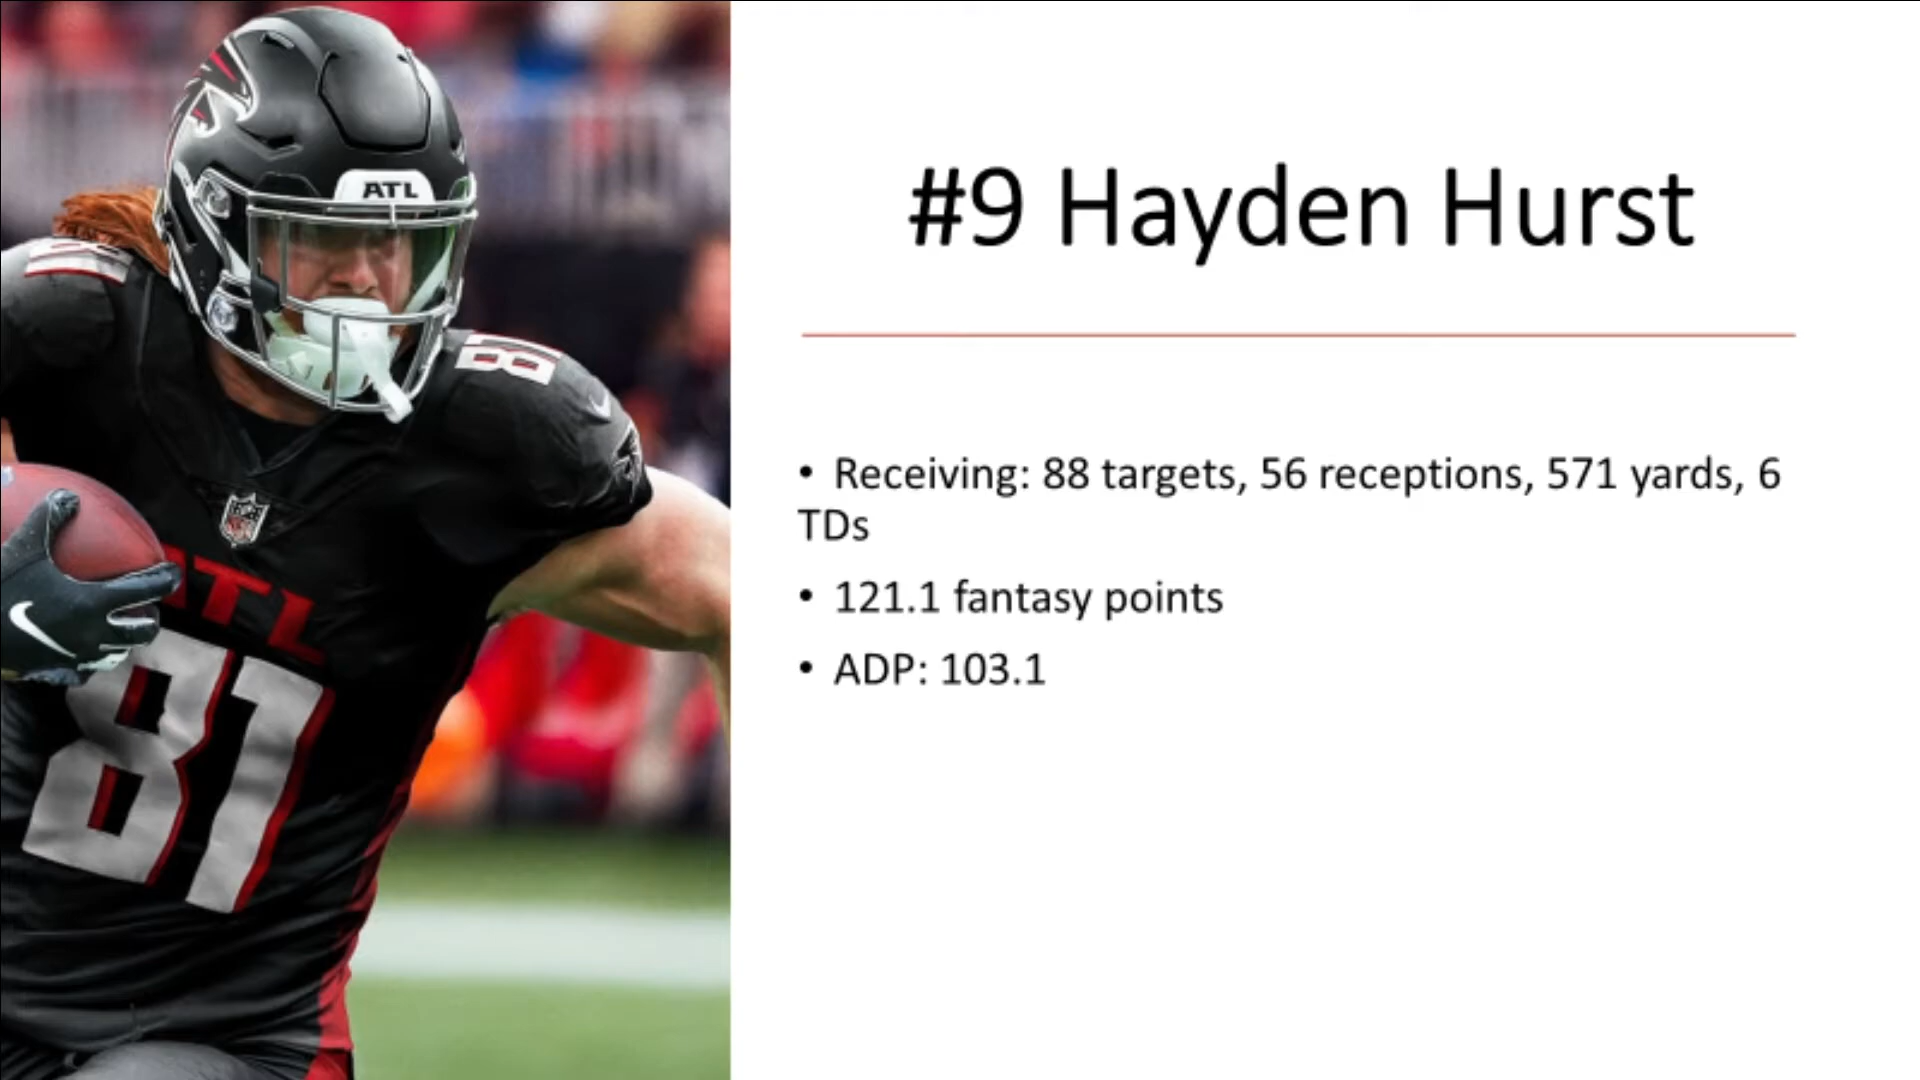 #9 Hayden Hurst
• Receiving: 88 targets, 56 receptions, 571 yards, 6
TDs
• 121.1 fantasy points
• ADP: 103.1
ATL
81
ATL
81